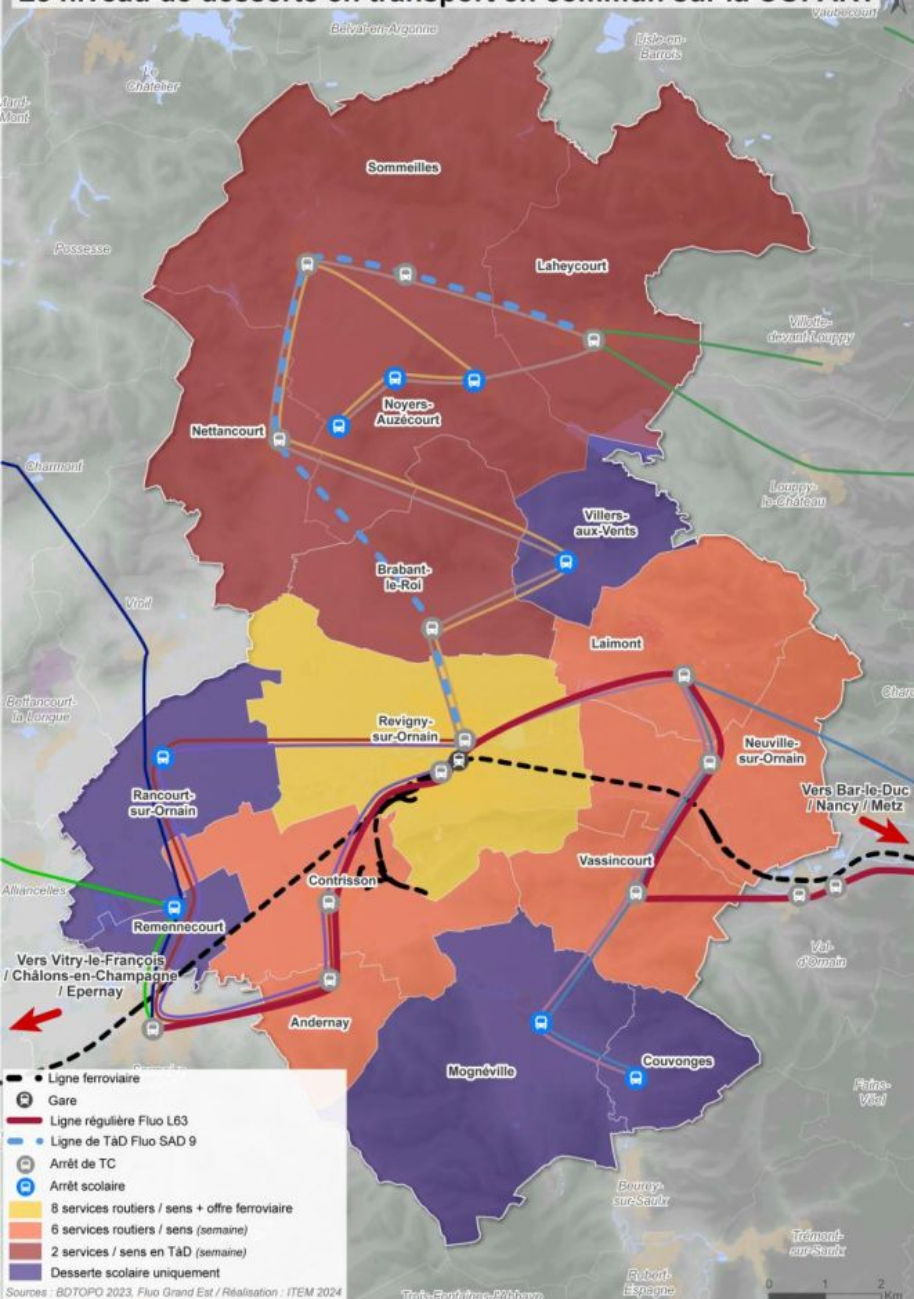 Le niveau de desserte en transport en commun sur la
Vaubecourt
Belval-en-Argonne
Lisle-en-
Barrois
Le
Châtelier
Mont
Sommeilles
Possesse
Laheycourt
Villotte-
devant-Louppy
Noyers-
Auzécourt
Nettancourt
Charmont
Louppy-
le-Château
Villers-
aux-Vents
Brabant-
le-Roi
Vroil
Laimont
Bettancourt-
la-Longue
Revigny-
sur-Ornain
Neuville-
sur-Ornain
Rancourt-
sur-Ornain
Vers Bar-le-Duc
/ Nancy / Metz
Vassincourt
Contrisson
Alliancelles
Remennecourt
Val-
d'Ornain
Vers Vitry-le-François
/ Châlons-en-Champagne
/ Epernay
Andernay
Mognéville
Couvonges
Fains-
Véel
Ligne ferroviaire
Gare
Ligne régulière Fluo L63
Ligne de TàD Fluo SAD 9
Arrêt de TC
Arrêt scolaire
8 services routiers / sens + offre ferroviaire
6 services routiers / sens (semaine)
2 services / sens en TàD (semaine)
Desserte scolaire uniquement
Beurey-
sur-Saulx
Trémont-
sur-Saulx
Robert-
Espagne
Trois-Fontaines-l'Abbaye
0 1 2
Km
Sources : BDTOPO 2023, Fluo Grand Est / Réalisation : ITEM 2024